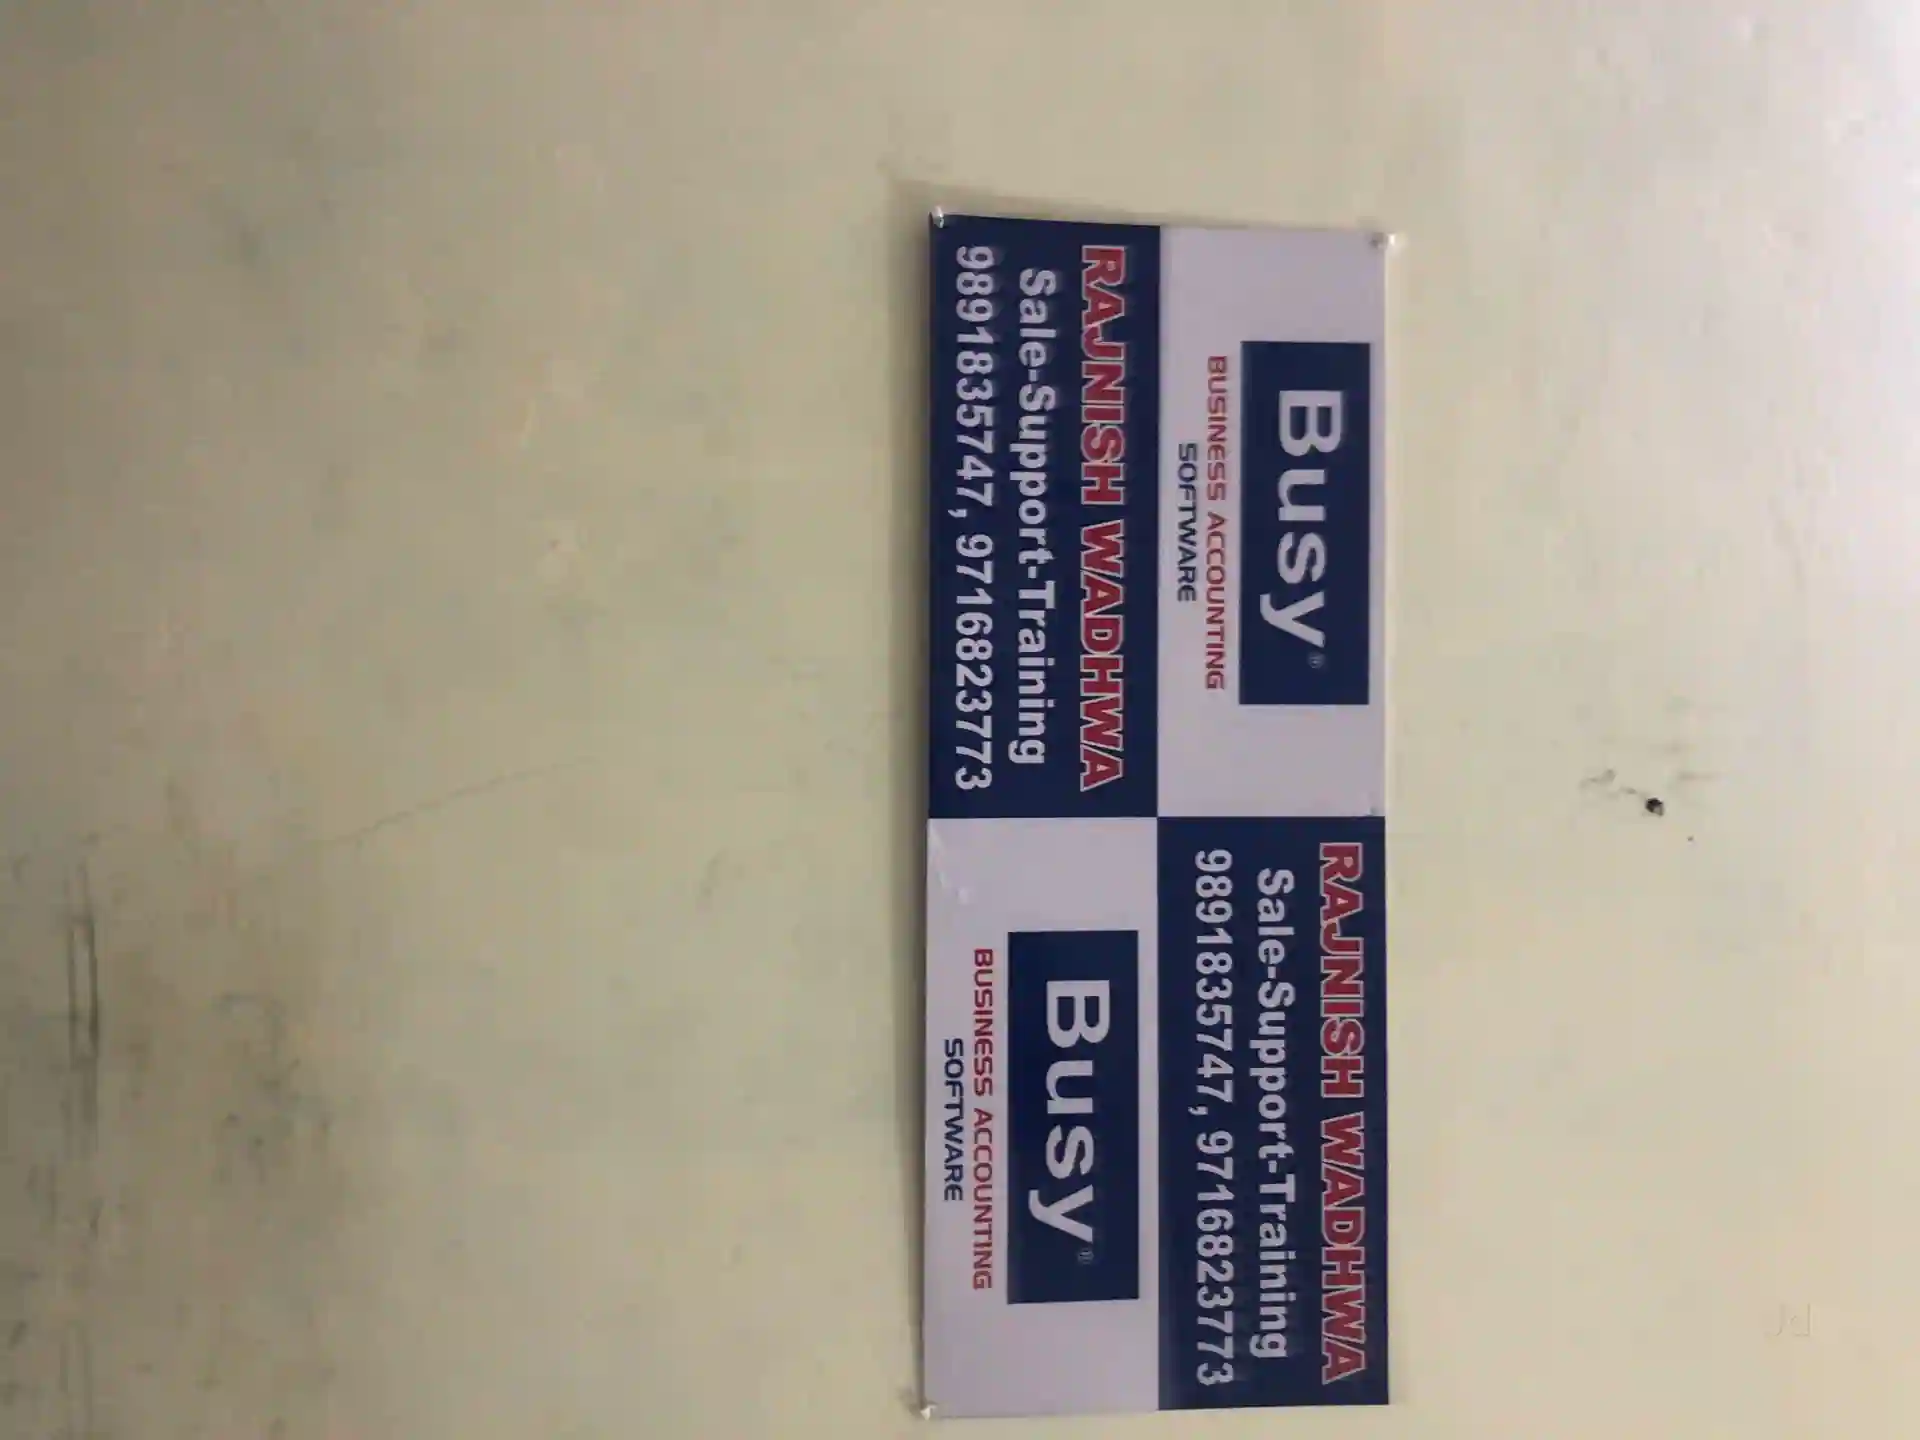 Busy®
BUSINESS ACCOUNTING
SOFTWARE
RAJNISH WADHWA
Sale-Support-Training
9891835747, 9716823773
RAJNISH WADHWA
Sale-Support-Training
9891835747, 9716823773
Busy®
BUSINESS ACCOUNTING
SOFTWARE
Jd